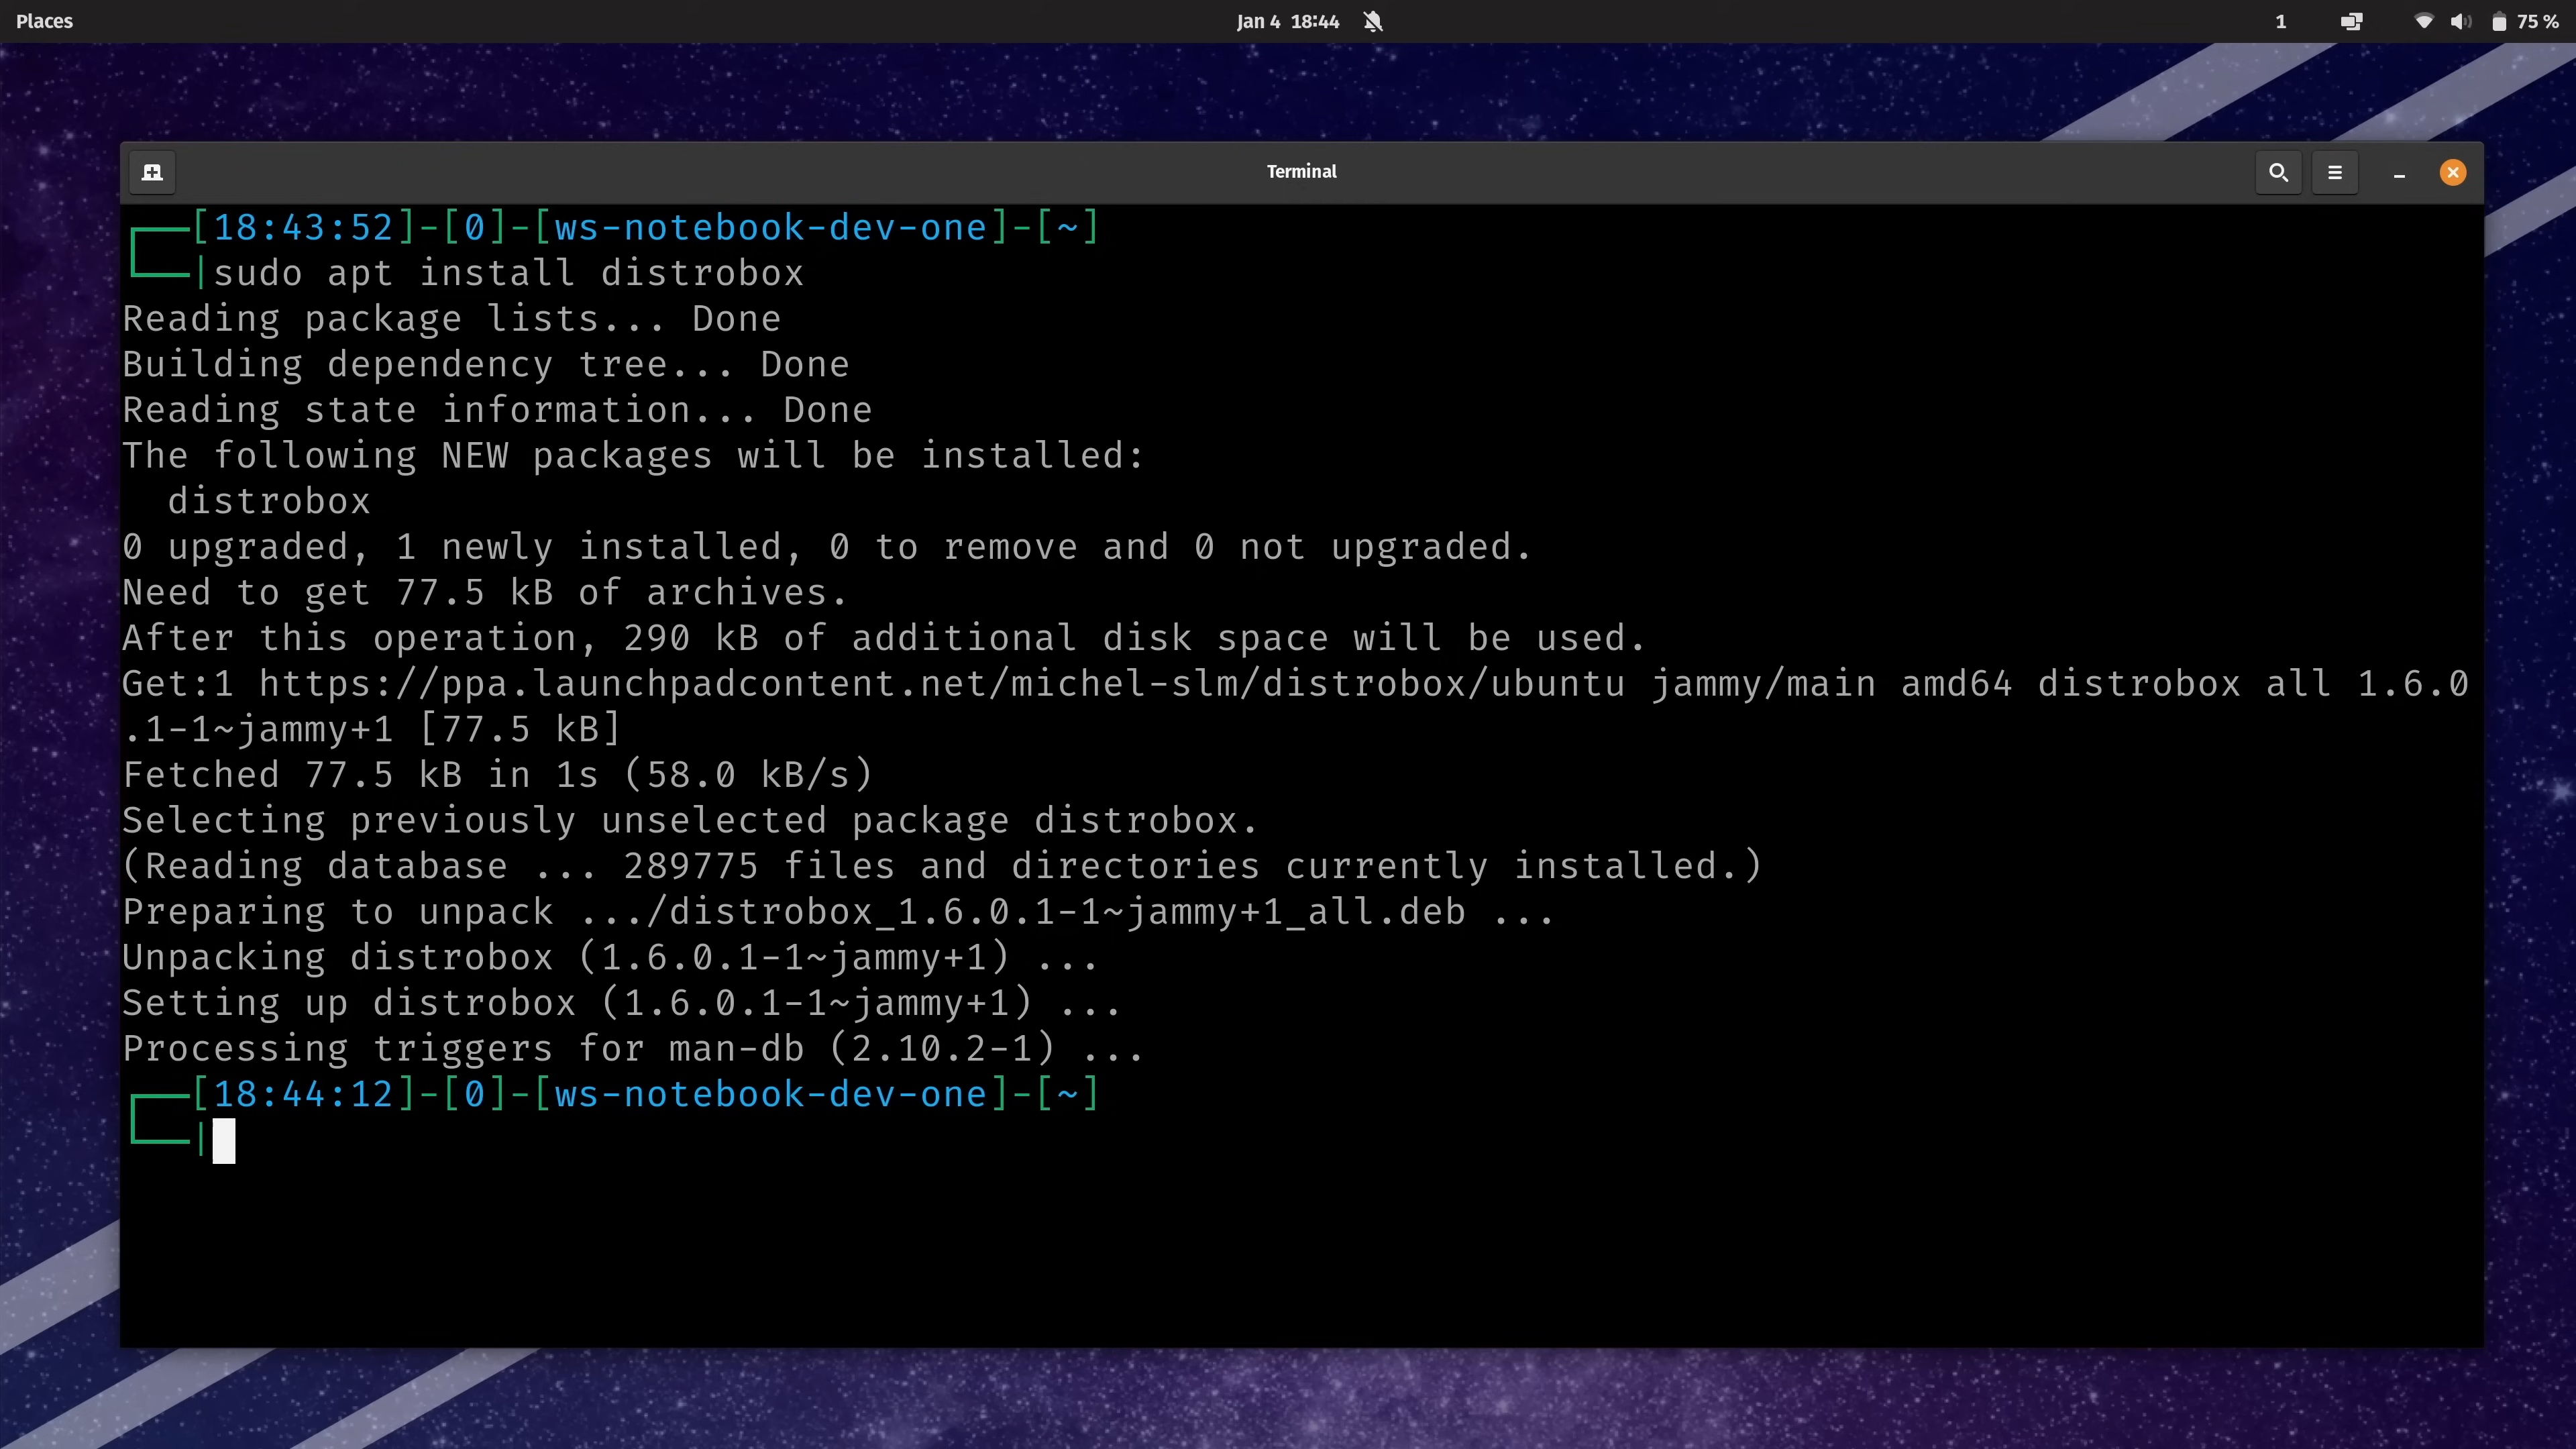 Places
Jan 4 18:44
1
75 %
Terminal
[18:43:52]-[0]-[ws-notebook-dev-one]-[~]
|sudo apt install distrobox
Reading package lists... Done
Building dependency tree... Done
Reading state information... Done
The following NEW packages will be installed:
  distrobox
0 upgraded, 1 newly installed, 0 to remove and 0 not upgraded.
Need to get 77.5 kB of archives.
After this operation, 290 kB of additional disk space will be used.
Get:1 https://ppa.launchpadcontent.net/michel-slm/distrobox/ubuntu jammy/main amd64 distrobox all 1.6.0
.1-1~jammy+1 [77.5 kB]
Fetched 77.5 kB in 1s (58.0 kB/s)
Selecting previously unselected package distrobox.
(Reading database ... 289775 files and directories currently installed.)
Preparing to unpack .../distrobox_1.6.0.1-1~jammy+1_all.deb ...
Unpacking distrobox (1.6.0.1-1~jammy+1) ...
Setting up distrobox (1.6.0.1-1~jammy+1) ...
Processing triggers for man-db (2.10.2-1) ...
[18:44:12]-[0]-[ws-notebook-dev-one]-[~]
|